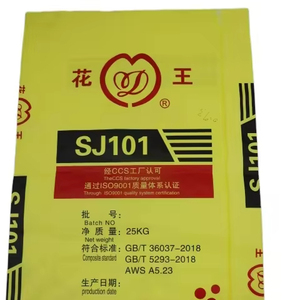 花 王
®
SJ101
经CCS工厂认可
TheCCS factory approval
通过ISO9001质量体系认证
Through ISO9001 quality system certification
批 号:
Batch NO
净 质 量: 25KG
Net weight
符合标准: GB/T 36037-2018
Composite standard GB/T 5293-2018
AWS A5.23
生产日期:
production date